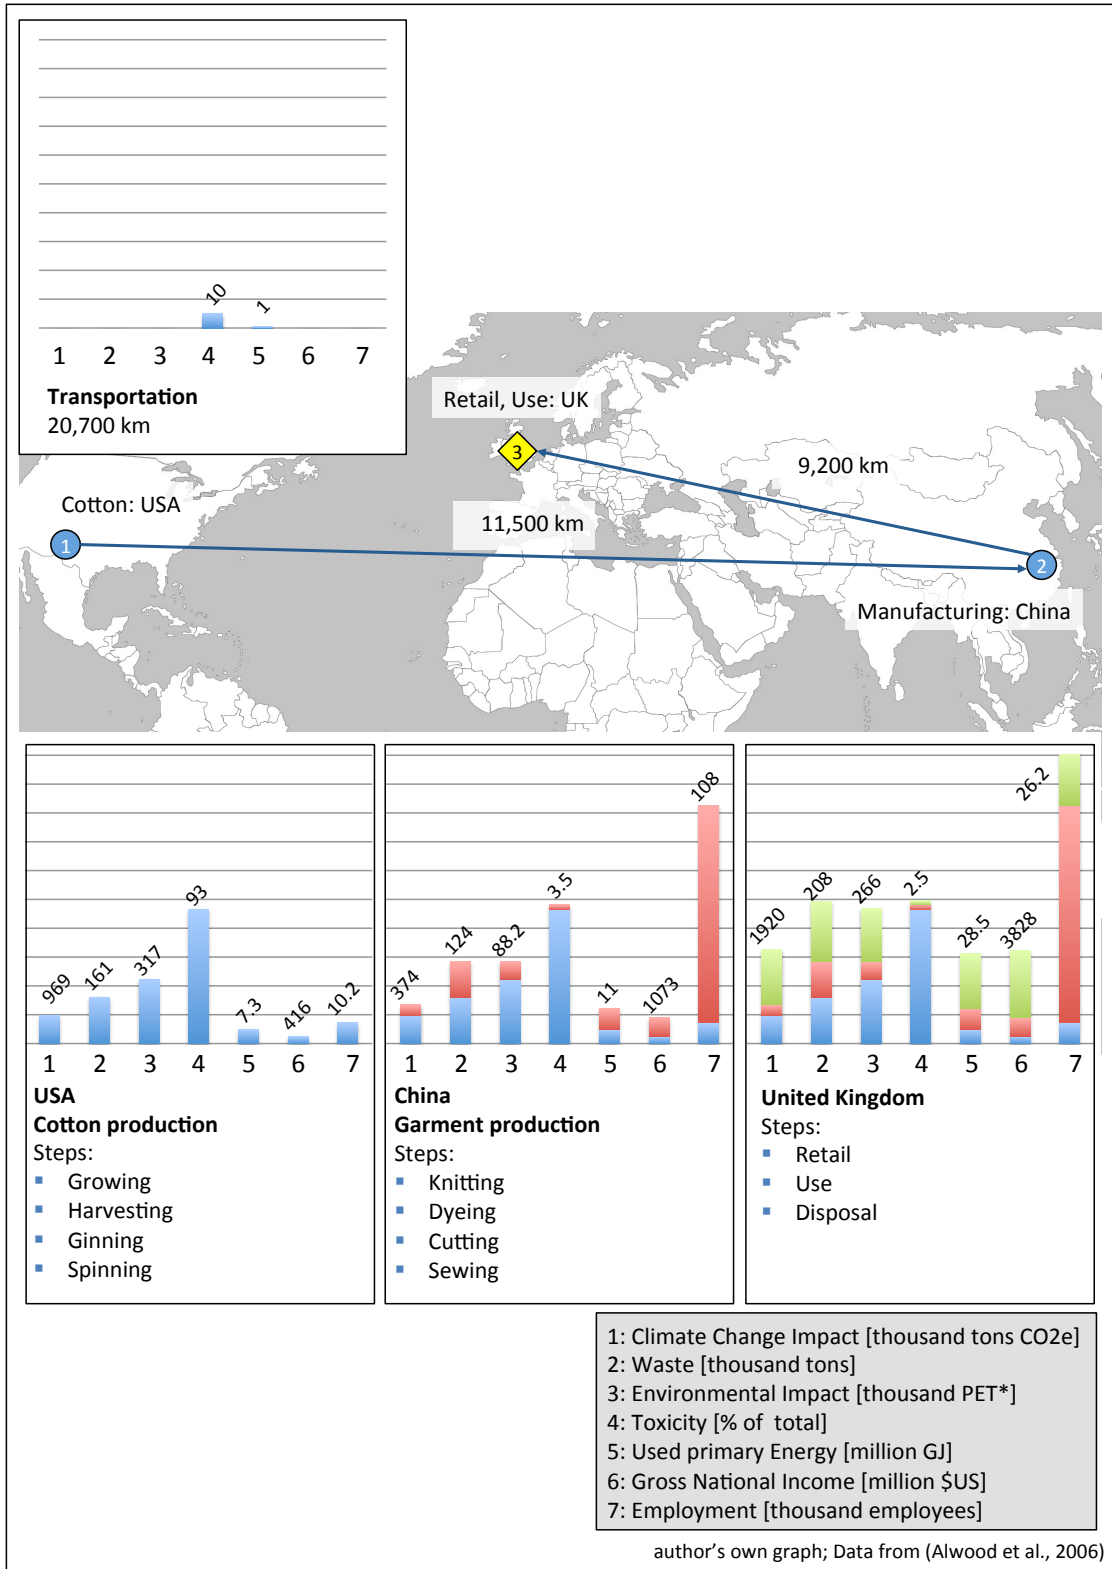 10
1
1 2 3 4 5 6 7
Transportation
20,700 km
Retail, Use: UK
3
9,200 km
Cotton: USA
11,500 km
1
2
Manufacturing: China
969 161 317 93 7.3 416 10.2
1 2 3 4 5 6 7
USA
Cotton production
Steps:
Growing
Harvesting
Ginning
Spinning
374 124 88.2 3.5 11 1073 108
1 2 3 4 5 6 7
China
Garment production
Steps:
Knitting
Dyeing
Cutting
Sewing
1920 208 266 2.5 28.5 3828 26.2
1 2 3 4 5 6 7
United Kingdom
Steps:
Retail
Use
Disposal
1: Climate Change Impact [thousand tons CO2e]
2: Waste [thousand tons]
3: Environmental Impact [thousand PET*]
4: Toxicity [% of total]
5: Used primary Energy [million GJ]
6: Gross National Income [million $US]
7: Employment [thousand employees]
author's own graph; Data from (Alwood et al., 2006)